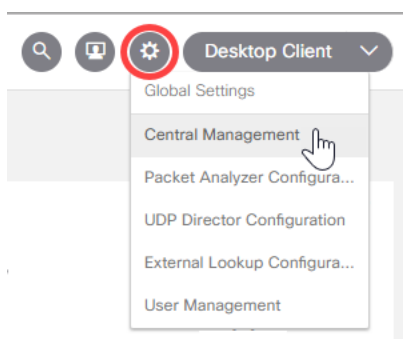 Desktop Client
Global Settings
Central Management
Packet Analyzer Configura...
UDP Director Configuration
External Lookup Configura...
User Management